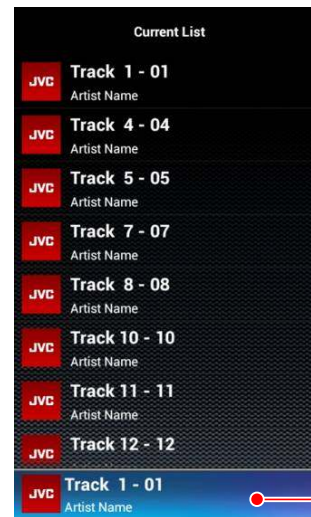 Current List
JVC
Track 1 - 01
Artist Name
JVC
Track 4 - 04
Artist Name
JVC
Track 5 - 05
Artist Name
JVC
Track 7 - 07
Artist Name
JVC
Track 8 - 08
Artist Name
JVC
Track 10 - 10
Artist Name
JVC
Track 11 - 11
Artist Name
JVC
Track 12 - 12
JVC
Track 1 - 01
Artist Name